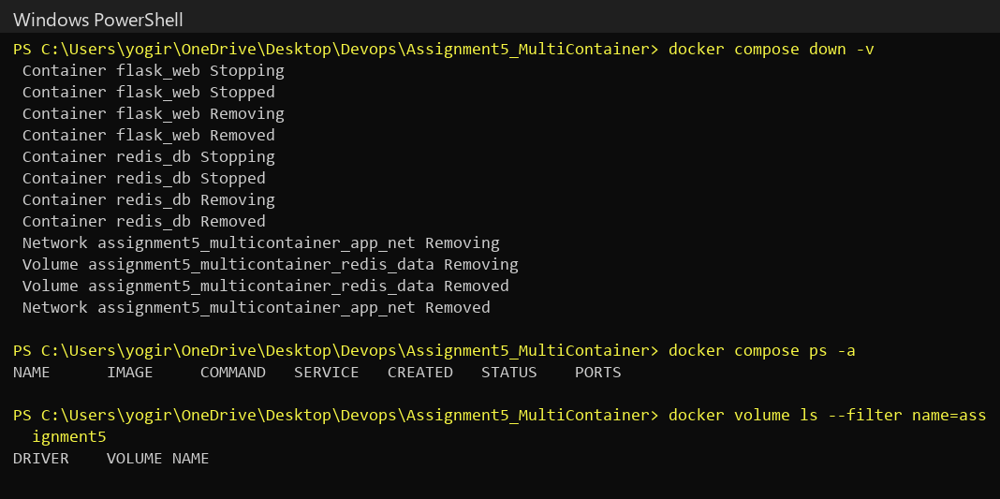 Windows PowerShell
PS C:\Users\yogir\OneDrive\Desktop\Devops\Assignment5_MultiContainer> docker compose down -v
Container flask_web Stopping
Container flask_web Stopped
Container flask_web Removing
Container flask_web Removed
Container redis_db Stopping
Container redis_db Stopped
Container redis_db Removing
Container redis_db Removed
Network assignment5_multicontainer_app_net Removing
Volume assignment5_multicontainer_redis_data Removing
Volume assignment5_multicontainer_redis_data Removed
Network assignment5_multicontainer_app_net Removed
PS C:\Users\yogir\OneDrive\Desktop\Devops\Assignment5_MultiContainer> docker compose ps -a
NAME      IMAGE     COMMAND   SERVICE   CREATED   STATUS    PORTS
PS C:\Users\yogir\OneDrive\Desktop\Devops\Assignment5_MultiContainer> docker volume ls --filter name=ass
ignment5
DRIVER    VOLUME NAME